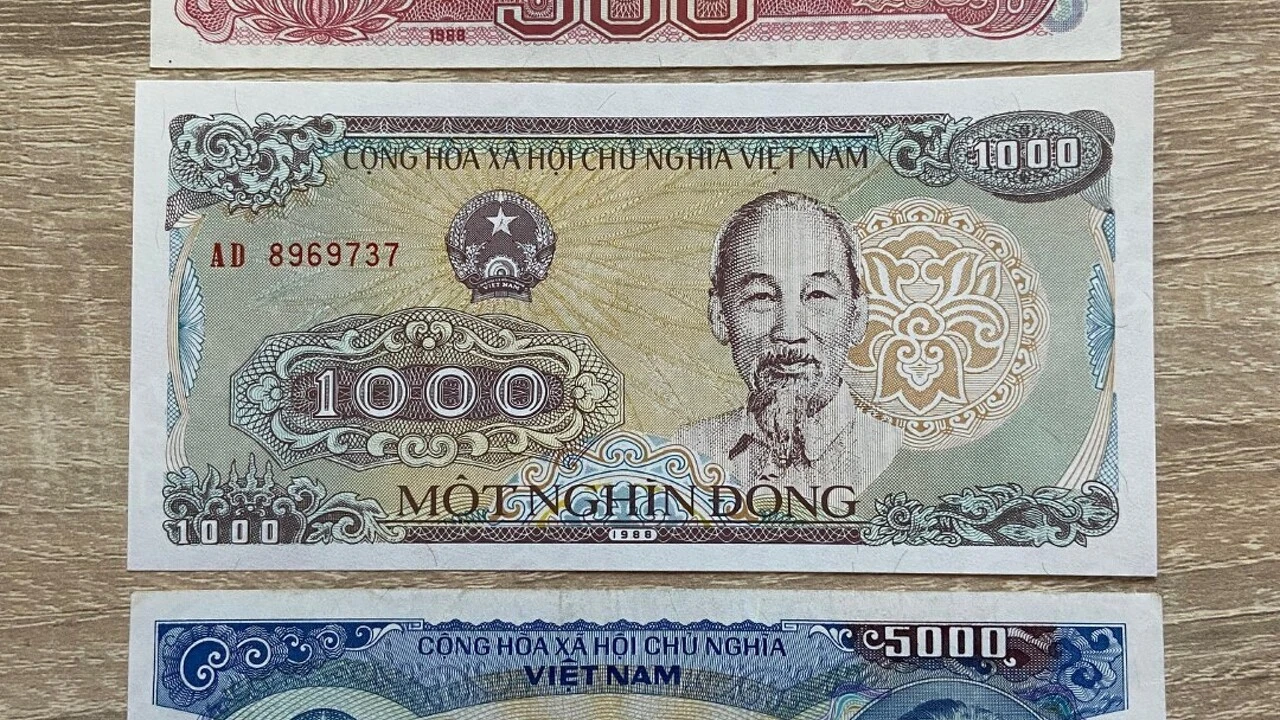 500
1988
CỘNG HÒA XÃ HỘI CHỦ NGHĨA VIỆT NAM
1000
AD 8969737
VIỆT NAM
1000
MỘT NGHÌN ĐỒNG
1000
1988
CỘNG HÒA XÃ HỘI CHỦ NGHĨA
VIỆT NAM
5000